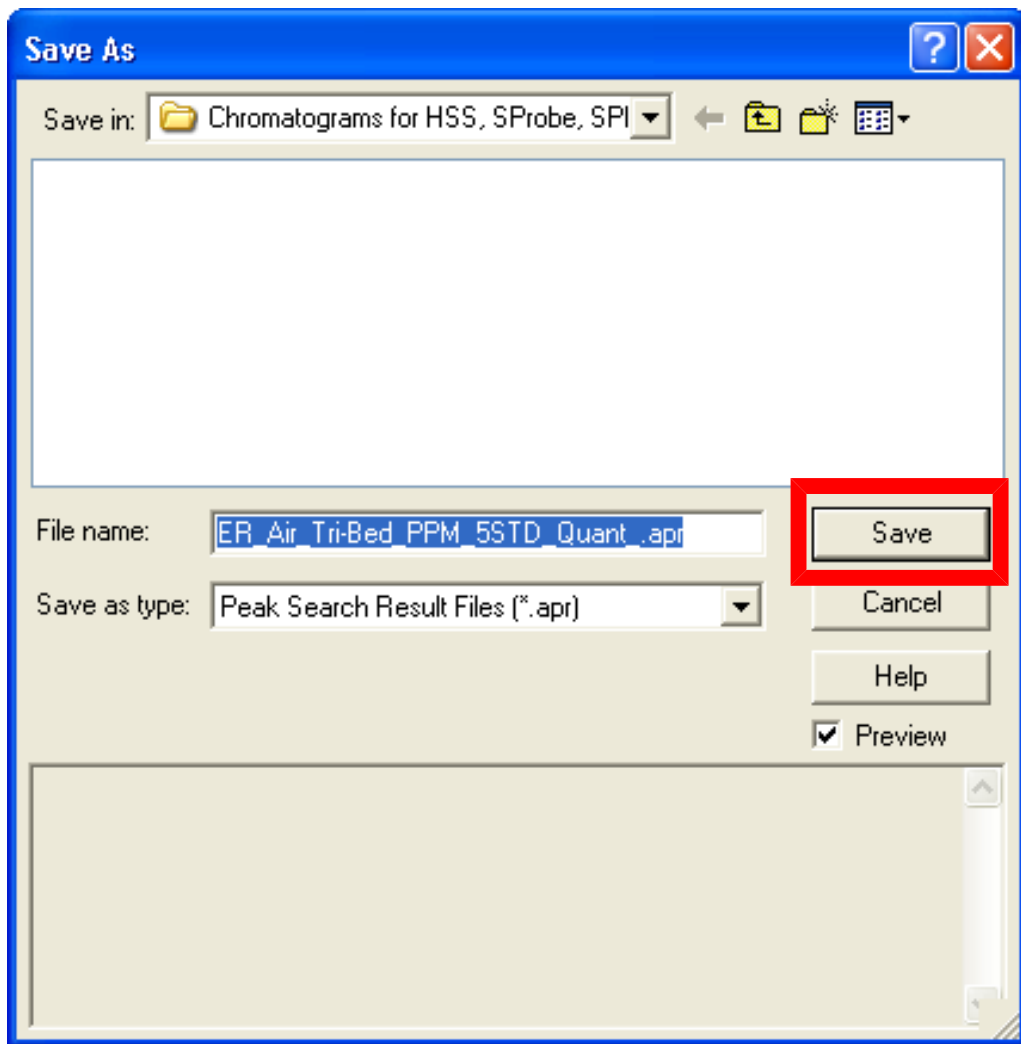 Save As
Save in: Chromatograms for HSS, SProbe, SPI
File name: ER_Air_Tri-Bed_PPM_5STD_Quant_.apr
Save
Save as type: Peak Search Result Files (*.apr)
Cancel
Help
Preview